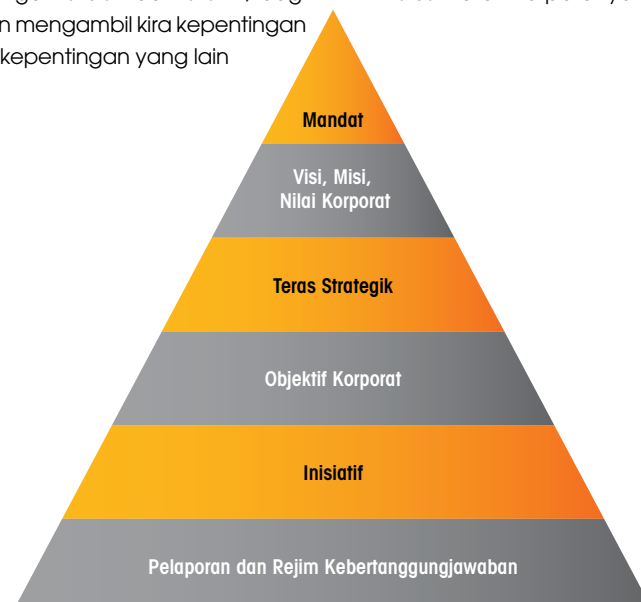 n mengambil kira kepentingan
kepentingan yang lain
Mandat
Visi, Misi,
Nilai Korporat
Teras Strategik
Objektif Korporat
Inisiatif
Pelaporan dan Rejim Kebertanggungjawaban